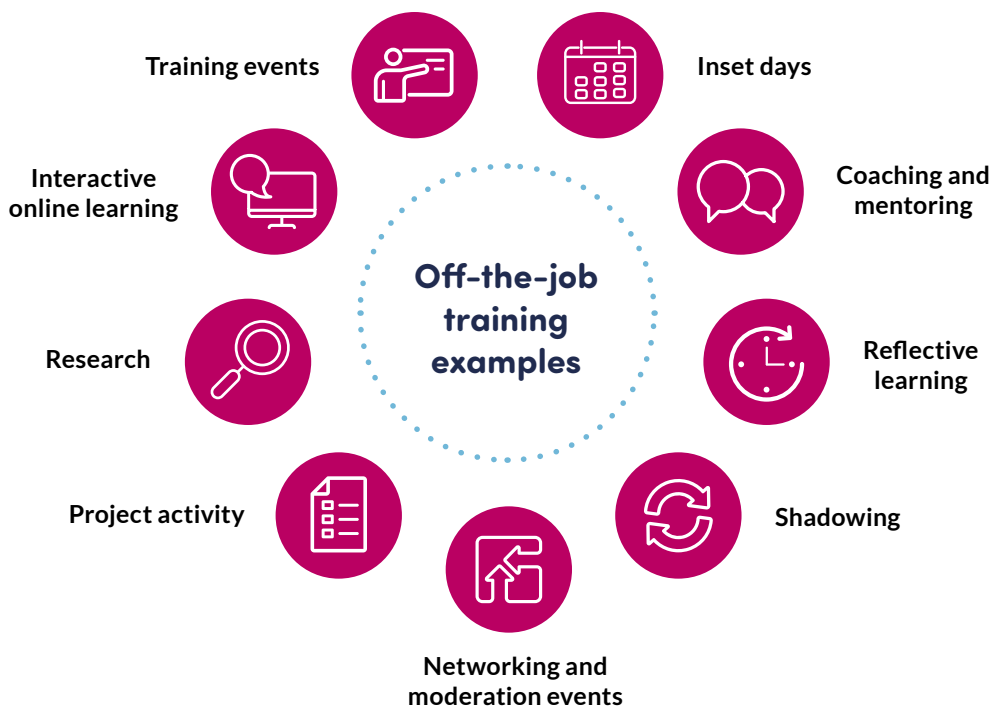 Off-the-job
training
examples
Training events
Inset days
Coaching and
mentoring
Reflective
learning
Shadowing
Networking and
moderation events
Project activity
Research
Interactive
online learning